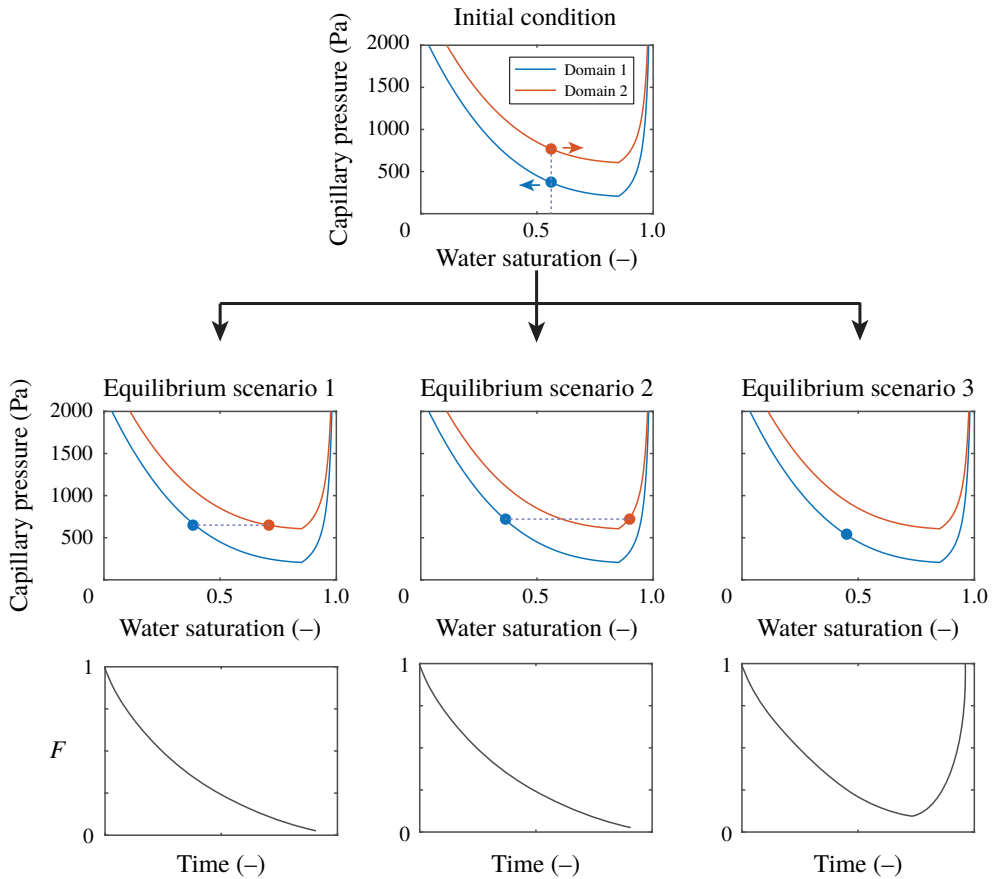 Initial condition
Capillary pressure (Pa)
2000
1500
1000
500
0
0.5
1.0
Domain 1
Domain 2
Water saturation (–)
Equilibrium scenario 1
Equilibrium scenario 2
Equilibrium scenario 3
Capillary pressure (Pa)
2000
1500
1000
500
0
0.5
1.0
0
0.5
1.0
0
0.5
1.0
Water saturation (–)
Water saturation (–)
Water saturation (–)
F
1
0
1
0
1
0
Time (–)
Time (–)
Time (–)